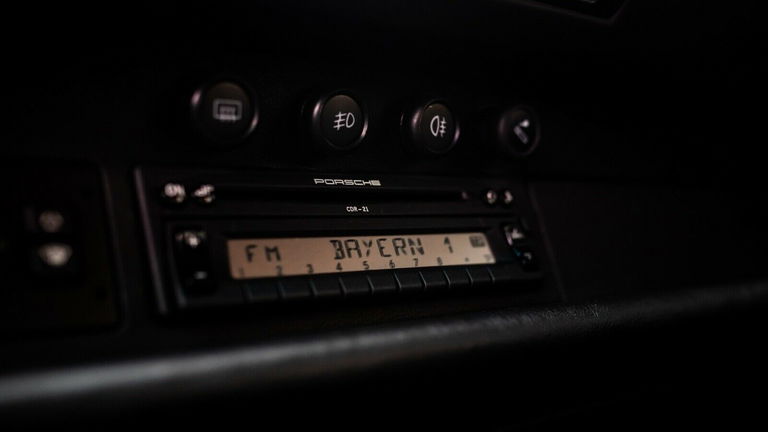 PORSCHE
CDR-21
FM BAYERN 1
1 2 3 4 5 6 7 8